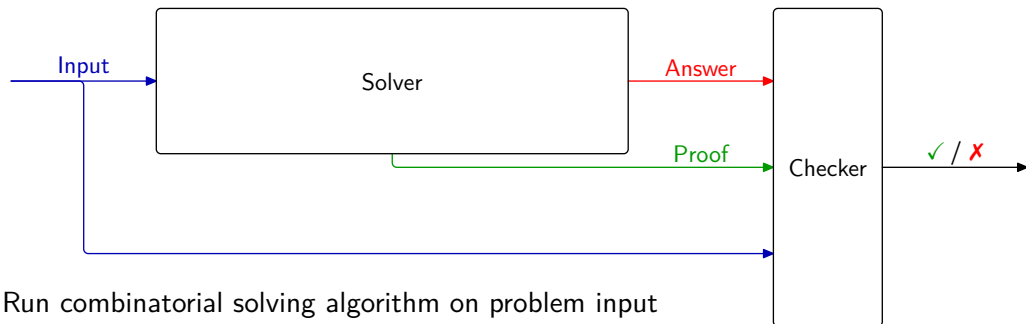 Input
Solver
Answer
Proof
Checker
✓ / ✗
Run combinatorial solving algorithm on problem input